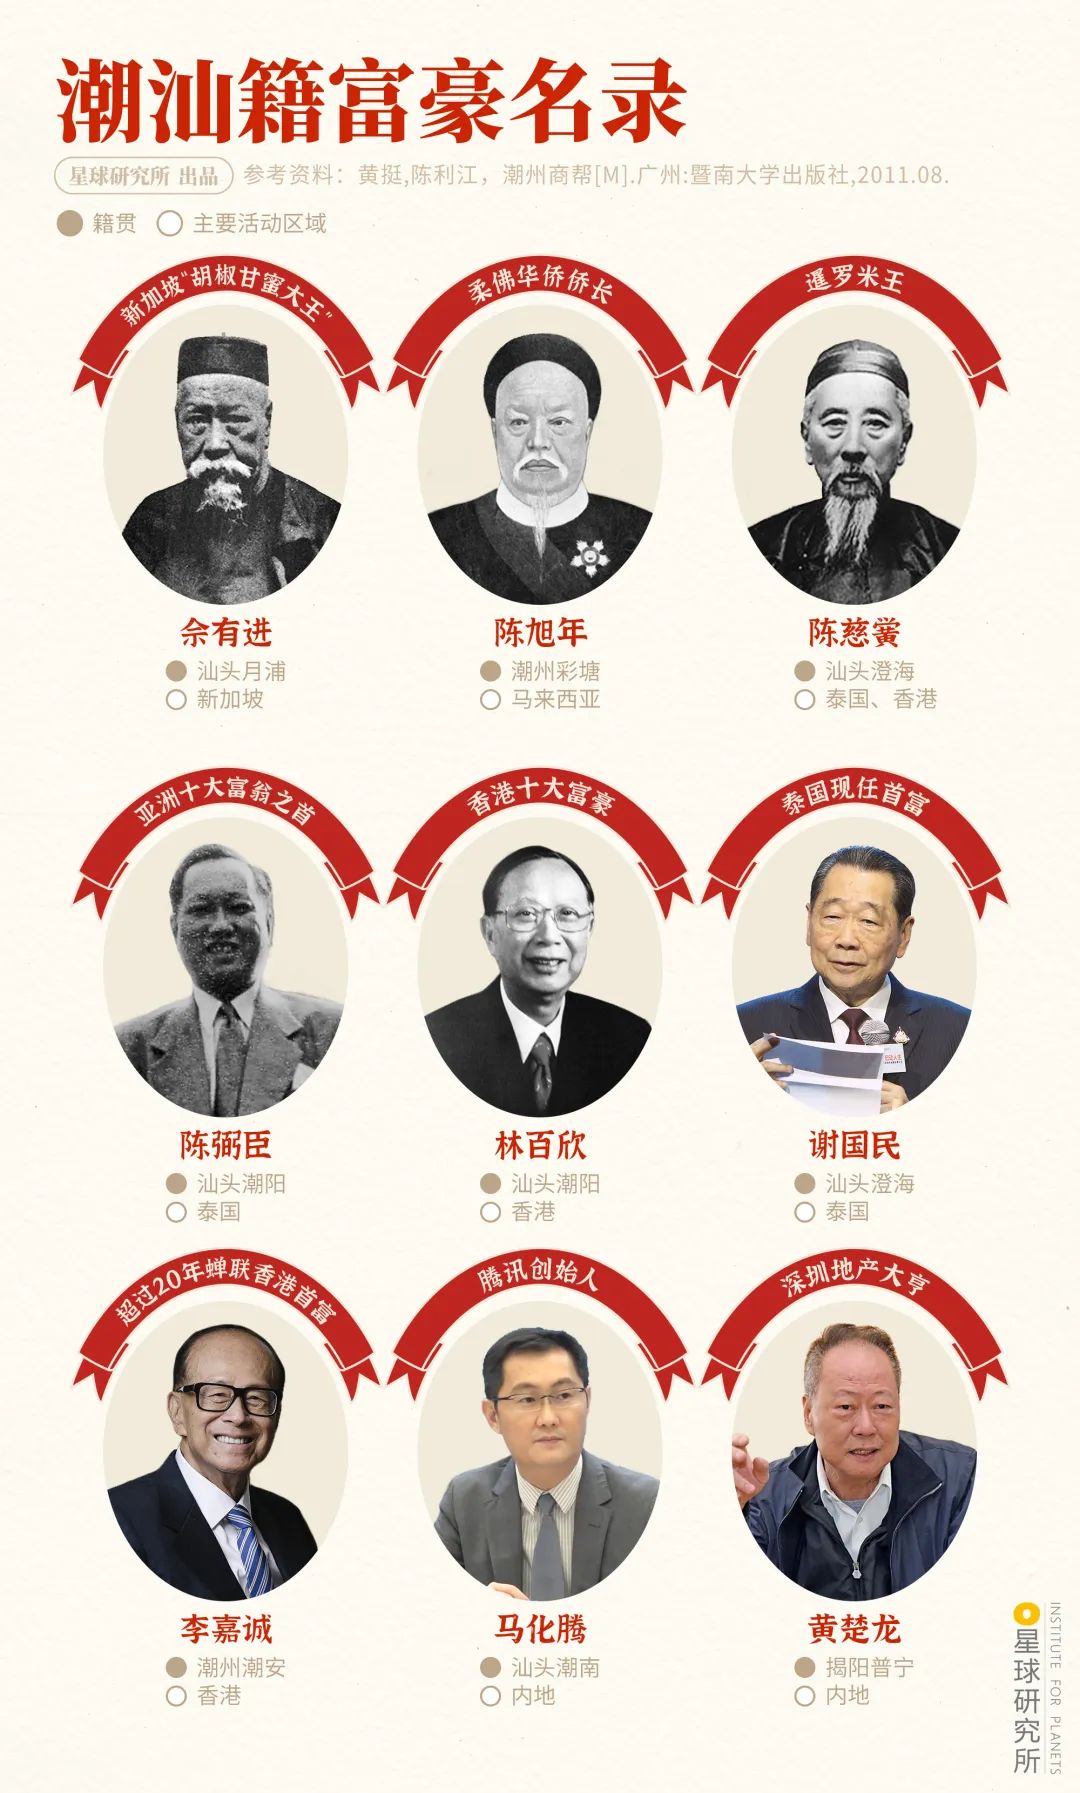 潮汕籍富豪名录
星球研究所 出品 参考资料：黄挺,陈利江，潮州商帮[M].广州:暨南大学出版社,2011.08.
籍贯 主要活动区域
新加坡“胡椒甘蜜大王”
柔佛华侨侨长
暹罗米王
佘有进
陈旭年
陈慈黉
汕头月浦
潮州彩塘
汕头澄海
新加坡
马来西亚
泰国、香港
亚洲十大富翁之首
香港十大富豪
泰国现任首富
陈弼臣
林百欣
谢国民
汕头潮阳
汕头潮阳
汕头澄海
泰国
香港
泰国
超过20年蝉联香港首富
腾讯创始人
深圳地产大亨
李嘉诚
马化腾
黄楚龙
潮州潮安
汕头潮南
揭阳普宁
香港
内地
内地
星球研究所
INSTITUTE FOR PLANETS